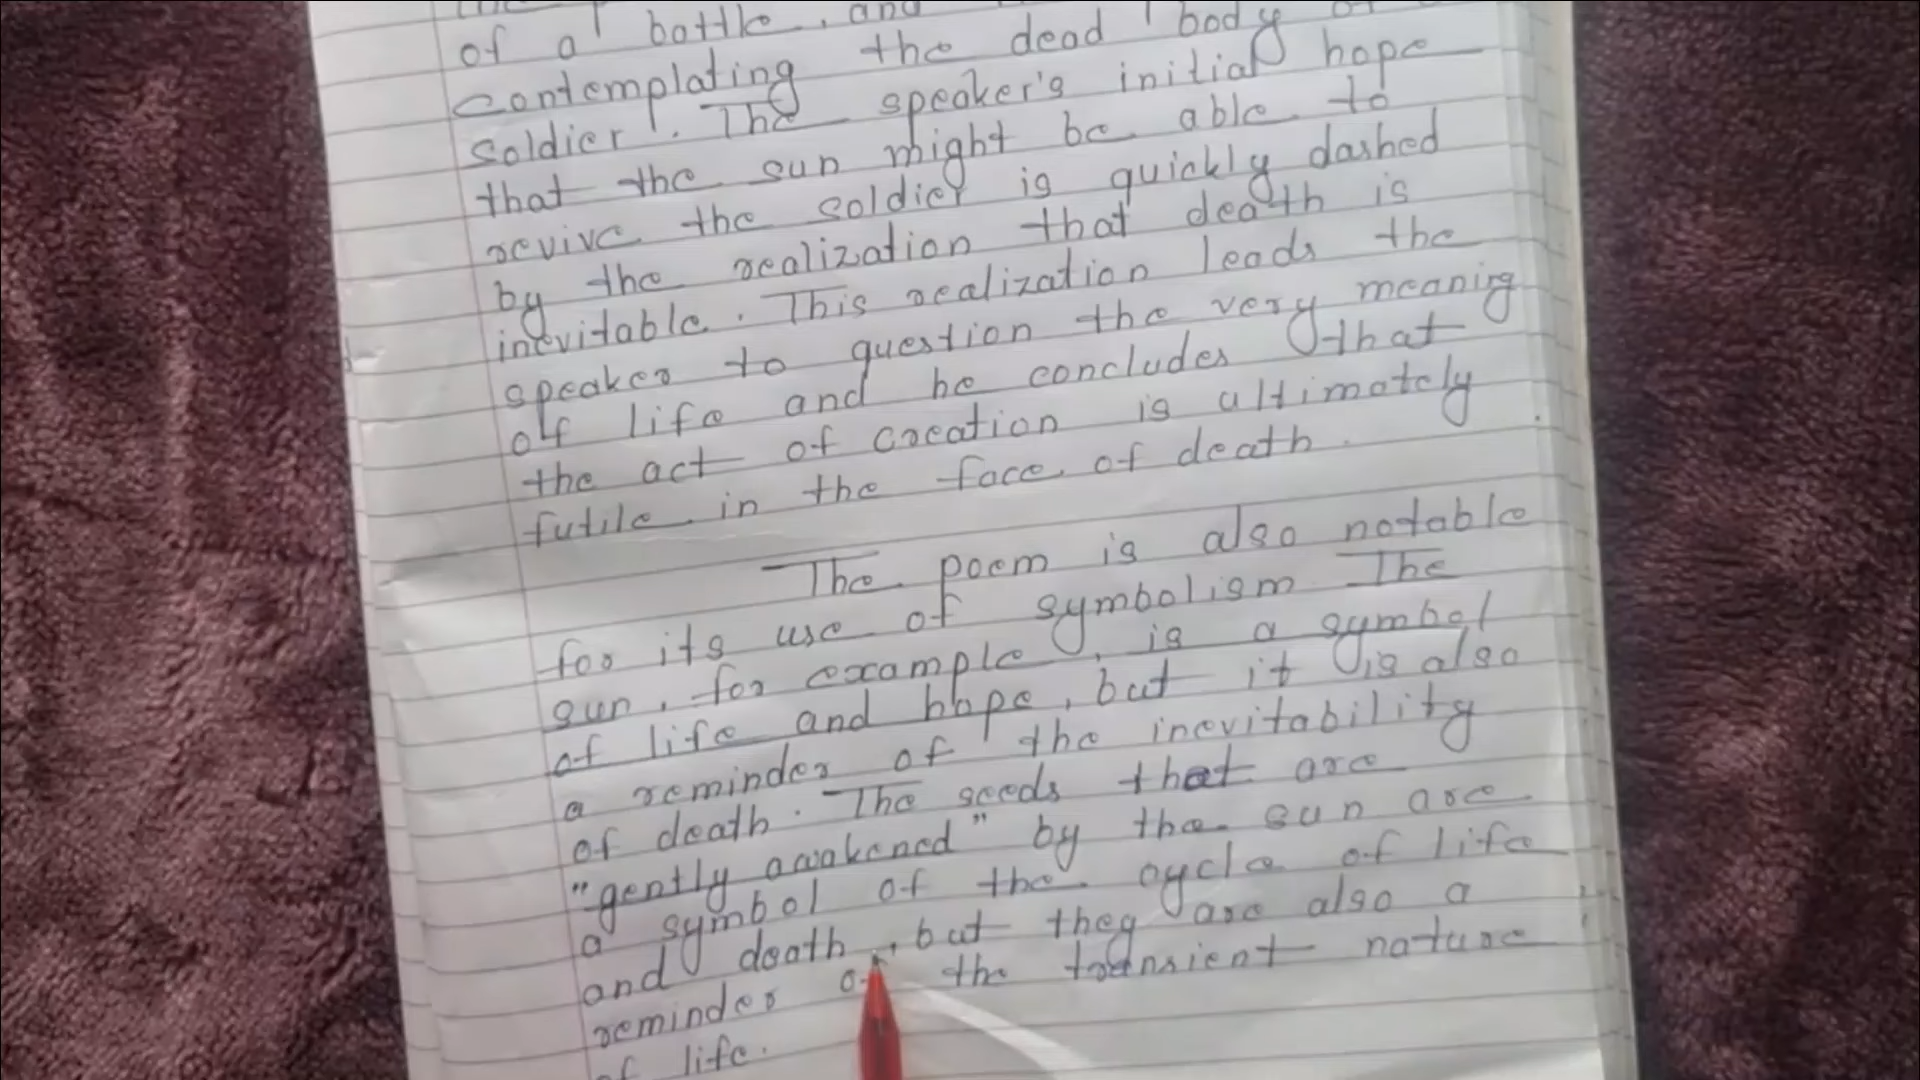 of a battle, and
contemplating the dead body of a
soldier. The speaker's initial hope
that the sun might be able to
revive the soldier is quickly dashed
by the realization that death is
inevitable. This realization leads the
speaker to question the very meaning
of life and he concludes that
the act of creation is ultimately
futile in the face of death.
The poem is also notable
for its use of symbolism The
sun, for example, is a symbol
of life and hope, but it is also
a reminder of the inevitability
of death. The seeds that are
"gently awakened" by the sun are
a symbol of the cycle of life
and death, but they are also a
reminder of the transient nature
of life.